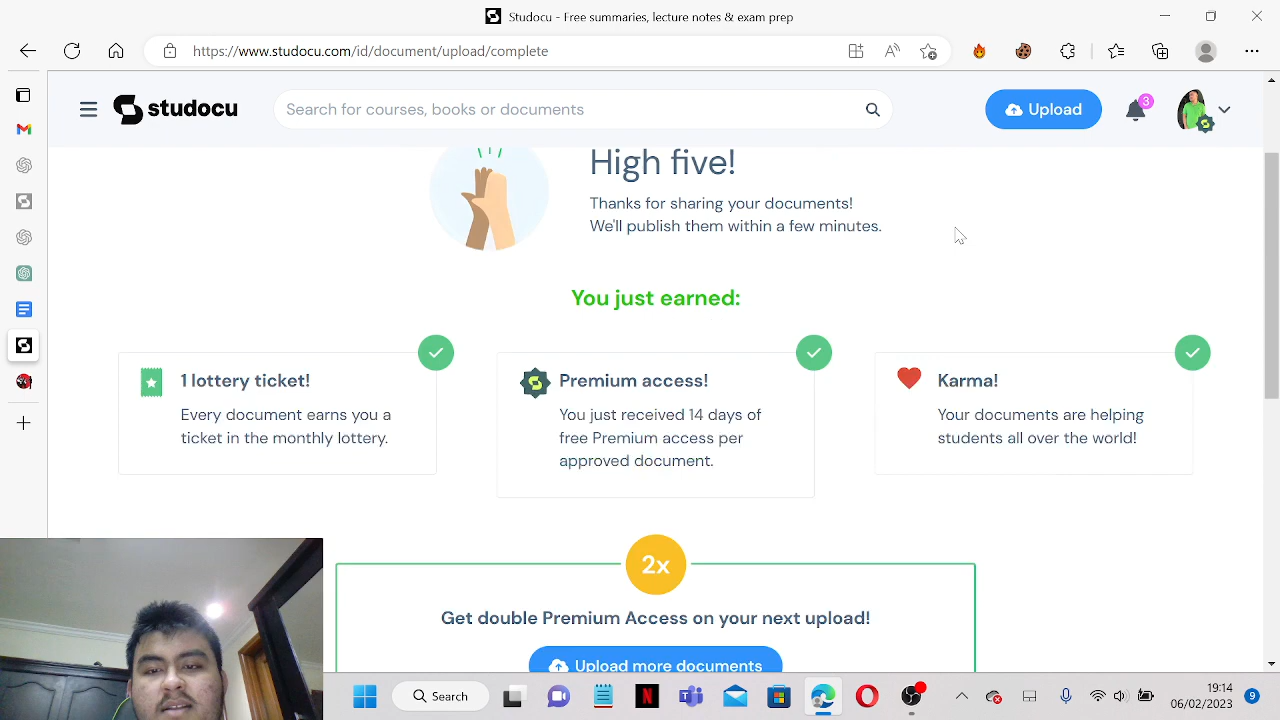 Studocu - Free summaries, notes & exam prep
https://www.studocu.com/id/document/upload/complete
studocu
Search for courses, books or documents
Upload
3
High five!
Thanks for sharing your documents!
We'll publish them within a few minutes.
You just earned:
1 lottery ticket!
Every document earns you a
ticket in the monthly lottery.
Premium access!
You just received 14 days of
free Premium access per
approved document.
Karma!
Your documents are helping
students all over the world!
2x
Get double Premium Access on your next upload!
Upload more documents
Search
19:14
06/02/2023
9